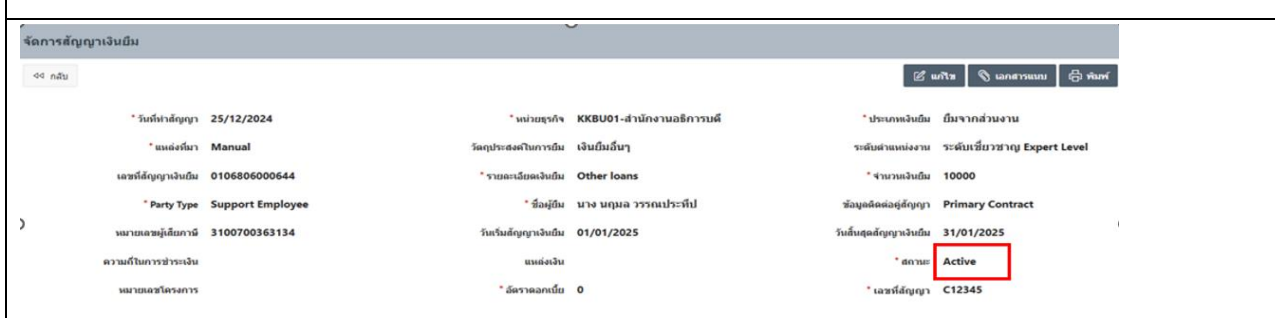 จัดการสัญญาเงินยืม
กลับ แก้ไข เอกสารแนบ พิมพ์
* วันที่ทำสัญญา 25/12/2024 * หน่วยธุรกิจ KKBU01-สำนักงานอธิการบดี * ประเภทเงินยืม ยืมจากส่วนงาน
* แหล่งที่มา Manual วัตถุประสงค์ในการยืม เงินยืมอื่นๆ ระดับตำแหน่งงาน ระดับเชี่ยวชาญ Expert Level
เลขที่สัญญาเงินยืม 0106806000644 * รายละเอียดเงินยืม Other loans * จำนวนเงินยืม 10000
* Party Type Support Employee * ชื่อผู้ยืม นาง นฤมล วรรณประทีป ข้อมูลติดต่อคู่สัญญา Primary Contract
หมายเลขผู้เสียภาษี 3100700363134 วันเริ่มสัญญาเงินยืม 01/01/2025 วันสิ้นสุดสัญญาเงินยืม 31/01/2025
ความถี่ในการชำระเงิน แหล่งเงิน * สถานะ Active
หมายเลขโครงการ * อัตราดอกเบี้ย 0 * เลขที่สัญญา C12345